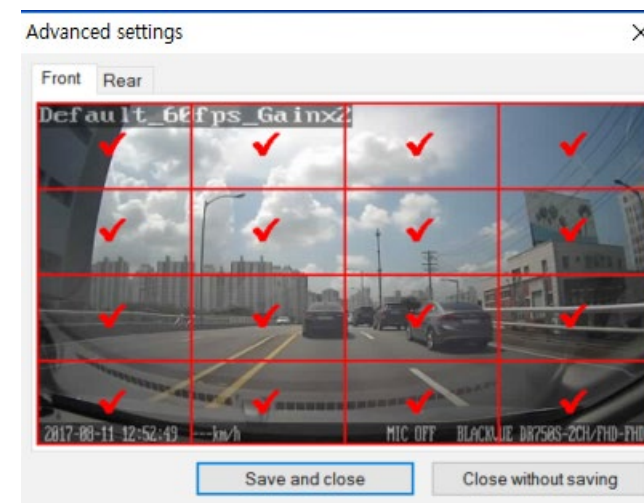 Advanced settings
Front Rear
Default_60fps_Gainx2
2017-08-11 12:52:49 ---km/h MIC OFF BLACKVUE DR750S-2CH/FHD-FHD
Save and close Close without saving